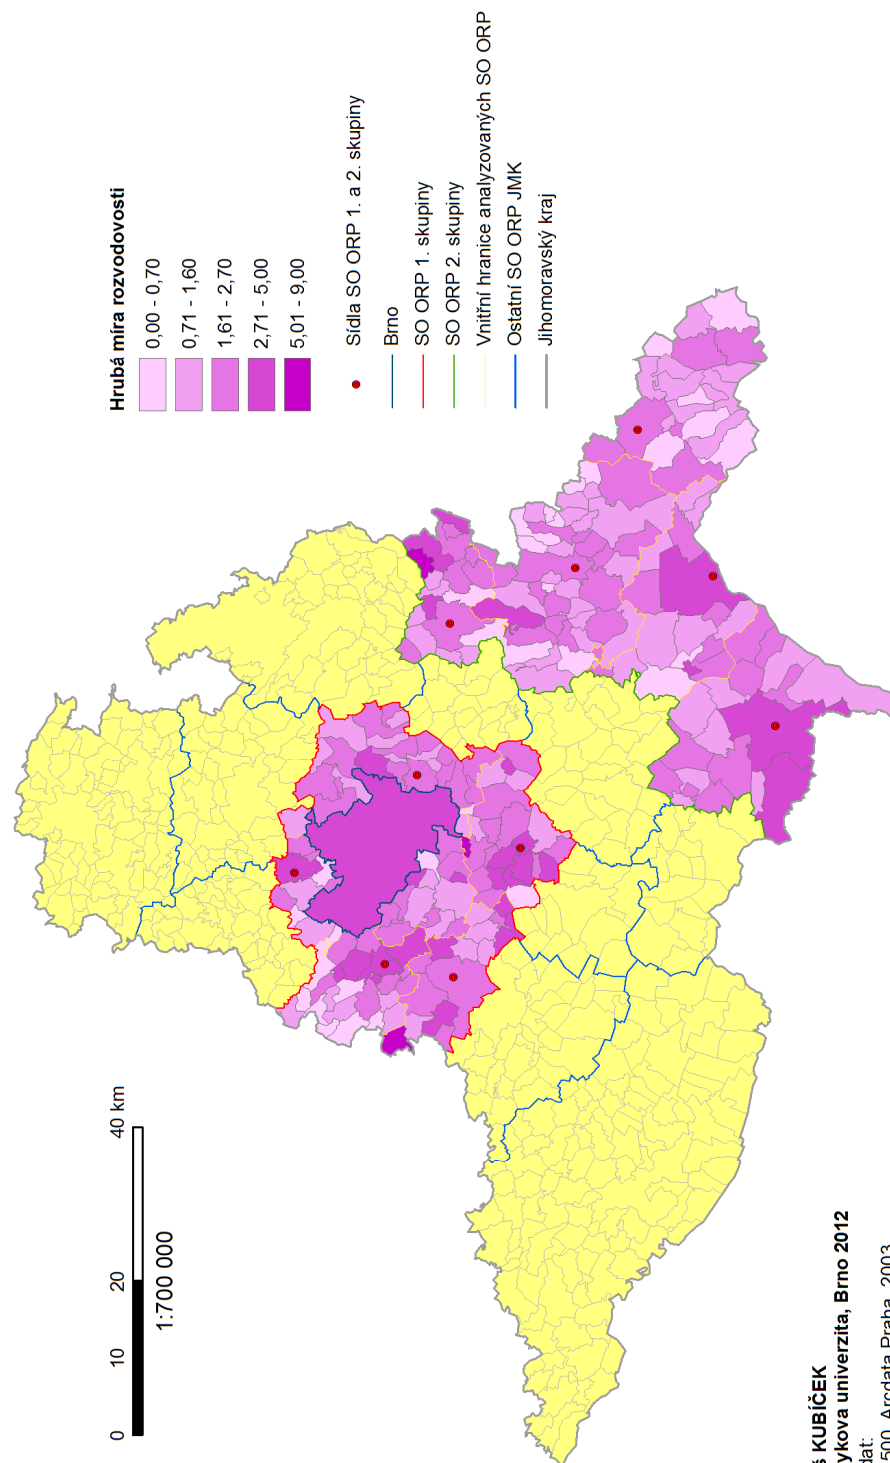 Hrubá míra rozvodovosti
0,00 - 0,70
0,71 - 1,60
1,61 - 2,70
2,71 - 5,00
5,01 - 9,00
Sídla SO ORP 1. a 2. skupiny
Brno
SO ORP 1. skupiny
SO ORP 2. skupiny
Vnitřní hranice analyzovaných SO ORP
Ostatní SO ORP JMK
Jihomoravský kraj
0 10 20 40 km
1:700 000
KUBÍČEK
univerzita, Brno 2012
500, Arcdata Praha, 2003